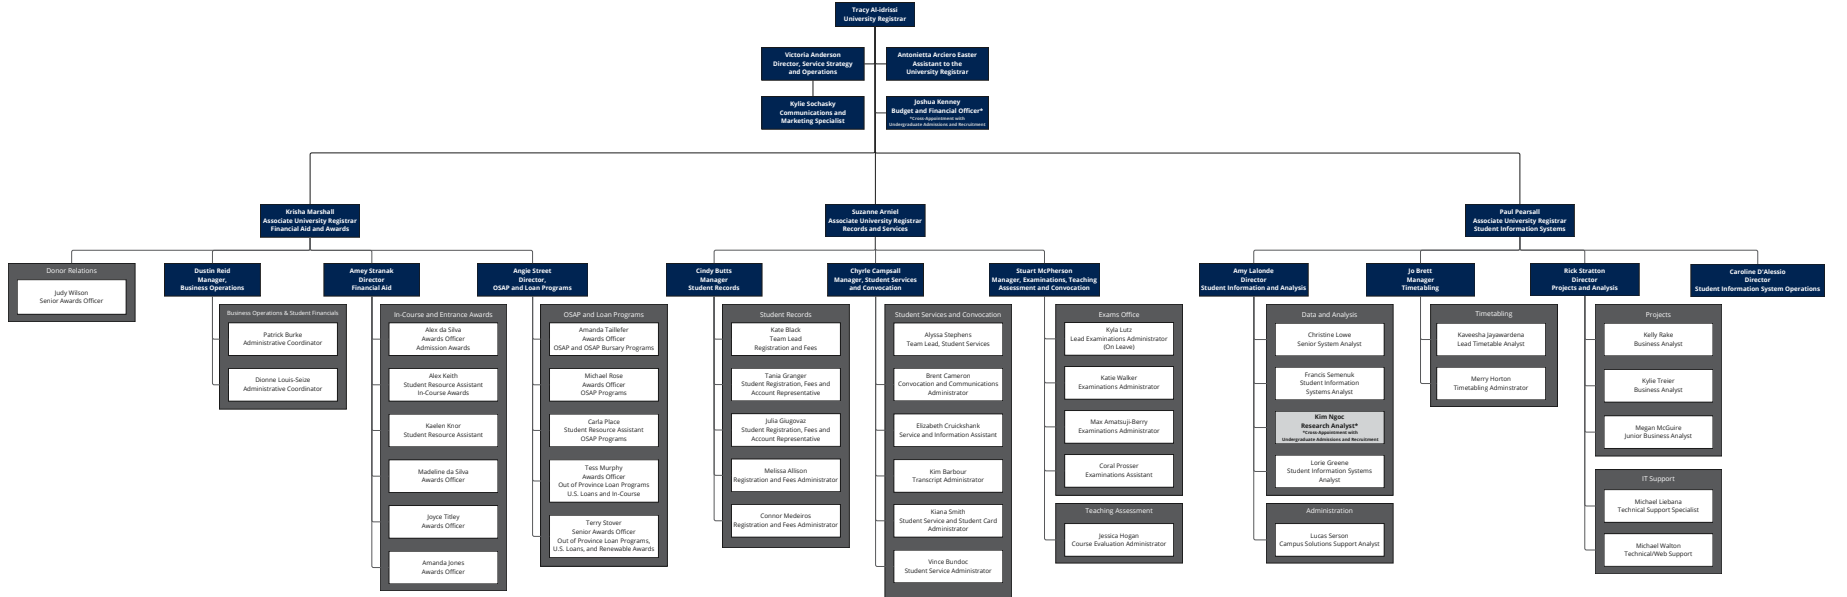 Tracy Al-idrissi
University Registrar
Victoria Anderson
Director, Service Strategy
and Operations
Antonietta Arciero Easter
Assistant to the
University Registrar
Kylie Sochasky
Communications and
Marketing Specialist
Joshua Kenney
Budget and Financial Officer*
*Cross-Appointment with
Undergraduate Admissions and Recruitment
Krisha Marshall
Associate University Registrar
Financial Aid and Awards
Suzanne Arniel
Associate University Registrar
Records and Services
Paul Pearsall
Associate University Registrar
Student Information Systems
Donor Relations
Judy Wilson
Senior Awards Officer
Dustin Reid
Manager,
Business Operations
Business Operations & Student Financials
Patrick Burke
Administrative Coordinator
Dionne Louis-Seize
Administrative Coordinator
Amey Stranak
Director
Financial Aid
In-Course and Entrance Awards
Alex da Silva
Awards Officer
Admission Awards
Alex Keith
Student Resource Assistant
In-Course Awards
Kaelen Knor
Student Resource Assistant
Madeline da Silva
Awards Officer
Joyce Titley
Awards Officer
Amanda Jones
Awards Officer
Angie Street
Director,
OSAP and Loan Programs
OSAP and Loan Programs
Amanda Taillefer
Awards Officer
OSAP and OSAP Bursary Programs
Michael Rose
Awards Officer
OSAP Programs
Carla Place
Student Resource Assistant
OSAP Programs
Tess Murphy
Awards Officer
Out of Province Loan Programs
U.S. Loans and In-Course
Terry Stover
Senior Awards Officer
Out of Province Loan Programs,
U.S. Loans, and Renewable Awards
Cindy Butts
Manager
Student Records
Student Records
Kate Black
Team Lead
Registration and Fees
Tania Granger
Student Registration, Fees and
Account Representative
Julia Giugovaz
Student Registration, Fees and
Account Representative
Melissa Allison
Registration and Fees Administrator
Connor Medeiros
Registration and Fees Administrator
Chyrle Campsall
Manager, Student Services
and Convocation
Student Services and Convocation
Alyssa Stephens
Team Lead, Student Services
Brent Cameron
Convocation and Communications
Administrator
Elizabeth Cruickshank
Service and Information Assistant
Kim Barbour
Transcript Administrator
Kiana Smith
Student Service and Student Card
Administrator
Vince Bundoc
Student Service Administrator
Stuart McPherson
Manager, Examinations, Teaching
Assessment and Convocation
Exams Office
Kyla Lutz
Lead Examinations Administrator
(On Leave)
Katie Walker
Examinations Administrator
Max Amatsuji-Berry
Examinations Administrator
Coral Prosser
Examinations Assistant
Teaching Assessment
Jessica Hogan
Course Evaluation Administrator
Amy Lalonde
Director
Student Information and Analysis
Data and Analysis
Christine Lowe
Senior System Analyst
Francis Semenuk
Student Information
Systems Analyst
Kim Ngoc
Research Analyst*
*Cross-Appointment with
Undergraduate Admissions and Recruitment
Lorie Greene
Student Information Systems
Analyst
Administration
Lucas Serson
Campus Solutions Support Analyst
Jo Brett
Manager
Timetabling
Timetabling
Kaveesha Jayawardena
Lead Timetable Analyst
Merry Horton
Timetabling Adminstrator
Rick Stratton
Director
Projects and Analysis
Projects
Kelly Rake
Business Analyst
Kylie Treier
Business Analyst
Megan McGuire
Junior Business Analyst
IT Support
Michael Liebana
Technical Support Specialist
Michael Walton
Technical/Web Support
Caroline D'Alessio
Director
Student Information System Operations